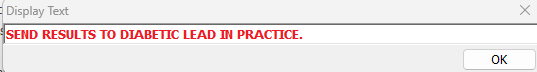 Display Text
SEND RESULTS TO DIABETIC LEAD IN PRACTICE.
OK